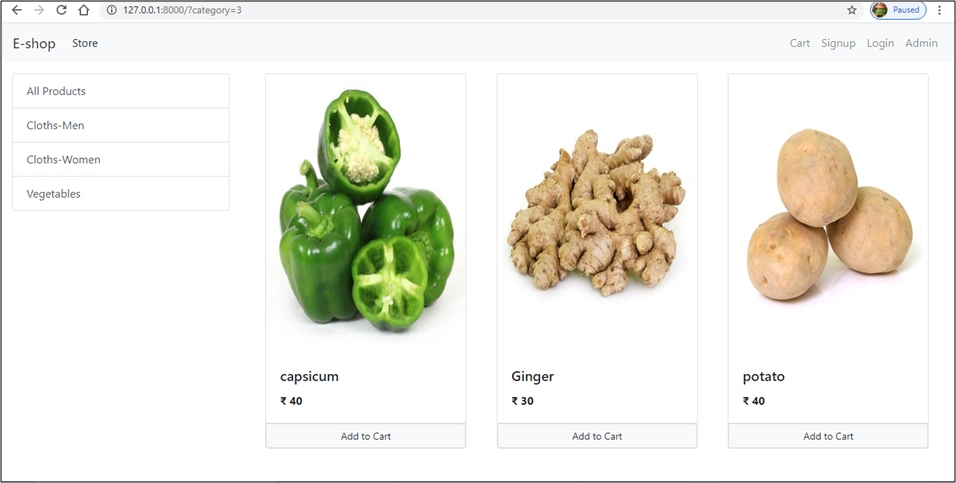 127.0.0.1:8000/?category=3
Paused
E-shop Store Cart Signup Login Admin
All Products
Cloths-Men
Cloths-Women
Vegetables
capsicum
₹ 40
Add to Cart
Ginger
₹ 30
Add to Cart
potato
₹ 40
Add to Cart